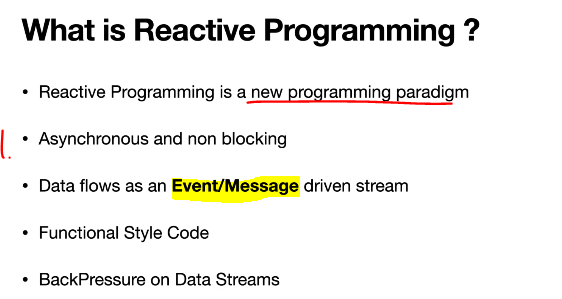 What is Reactive Programming ?
• Reactive Programming is a new programming paradigm
1. • Asynchronous and non blocking
• Data flows as an Event/Message driven stream
• Functional Style Code
• BackPressure on Data Streams